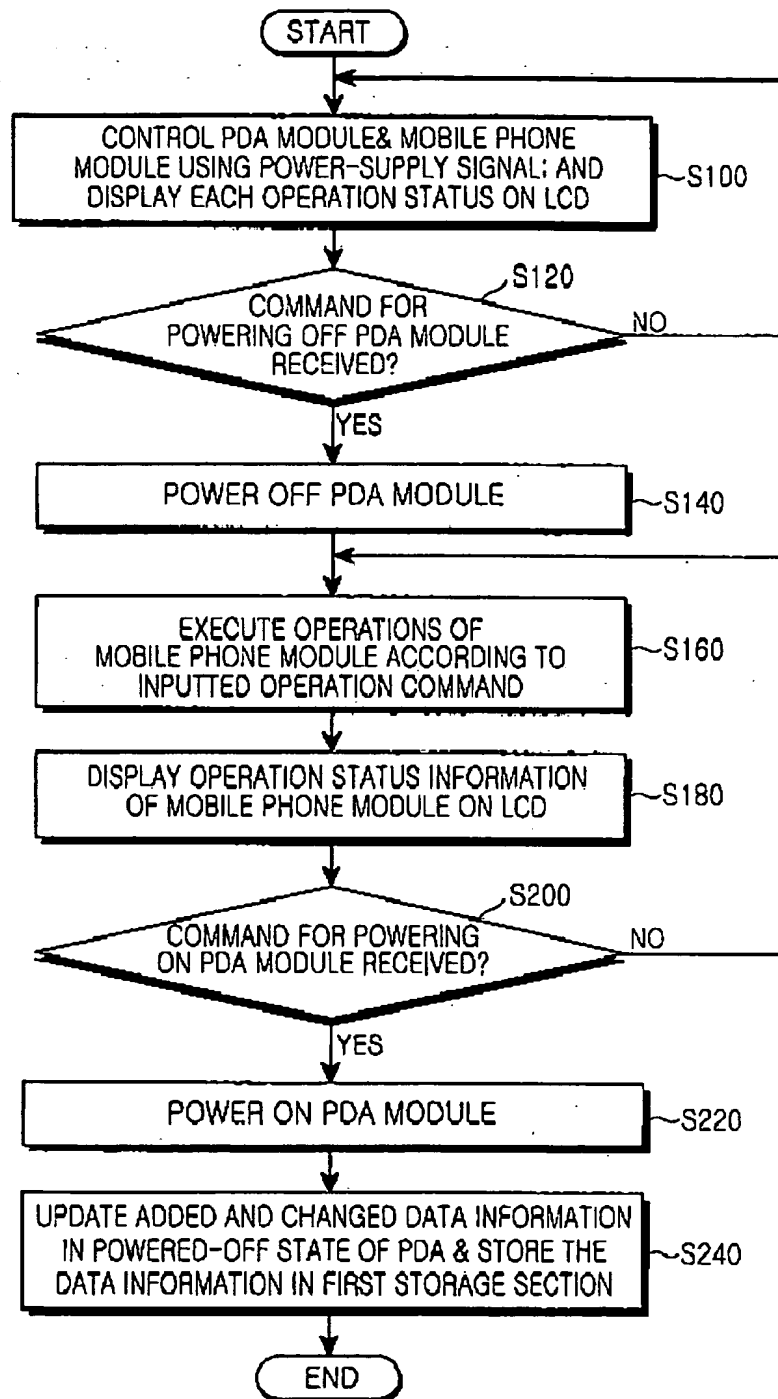 START
CONTROL PDA MODULE& MOBILE PHONE
MODULE USING POWER-SUPPLY SIGNAL; AND
DISPLAY EACH OPERATION STATUS ON LCD
S100
S120
COMMAND FOR
POWERING OFF PDA MODULE
RECEIVED?
NO
YES
POWER OFF PDA MODULE
S140
EXECUTE OPERATIONS OF
MOBILE PHONE MODULE ACCORDING TO
INPUTTED OPERATION COMMAND
S160
DISPLAY OPERATION STATUS INFORMATION
OF MOBILE PHONE MODULE ON LCD
S180
S200
COMMAND FOR POWERING
ON PDA MODULE RECEIVED?
NO
YES
POWER ON PDA MODULE
S220
UPDATE ADDED AND CHANGED DATA INFORMATION
IN POWERED-OFF STATE OF PDA & STORE THE
DATA INFORMATION IN FIRST STORAGE SECTION
S240
END